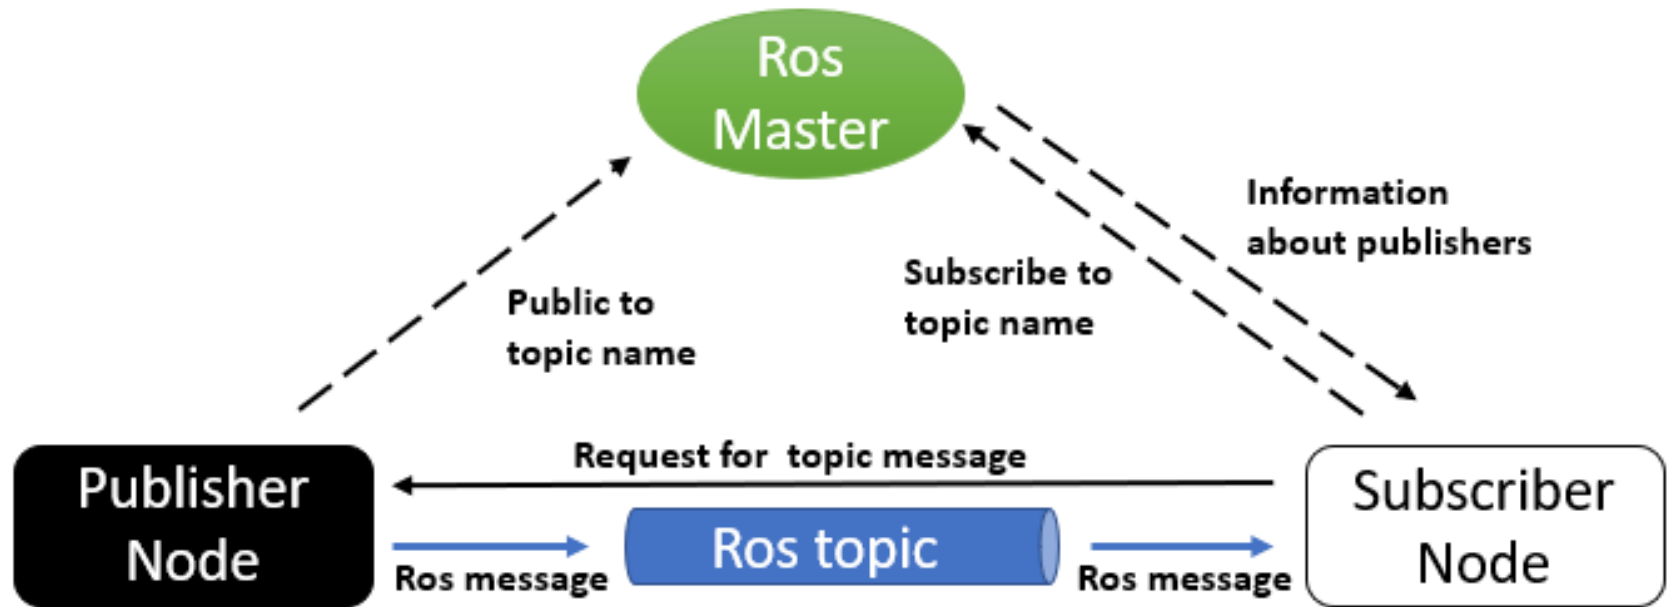 Ros
Master
Information
about publishers
Subscribe to
topic name
Public to
topic name
Request for topic message
Publisher
Node
Ros message
Ros topic
Ros message
Subscriber
Node